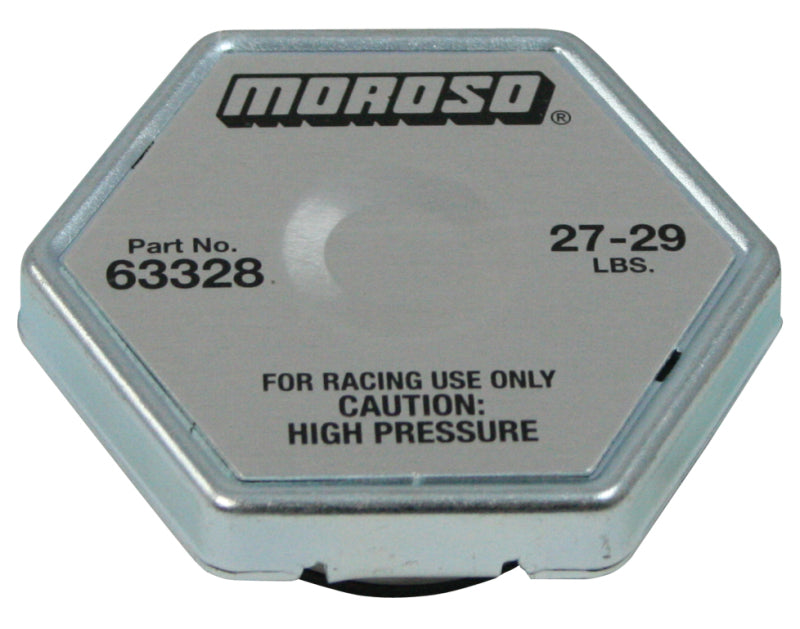 MOROSO®
Part No.
63328
27-29
LBS.
FOR RACING USE ONLY
CAUTION:
HIGH PRESSURE